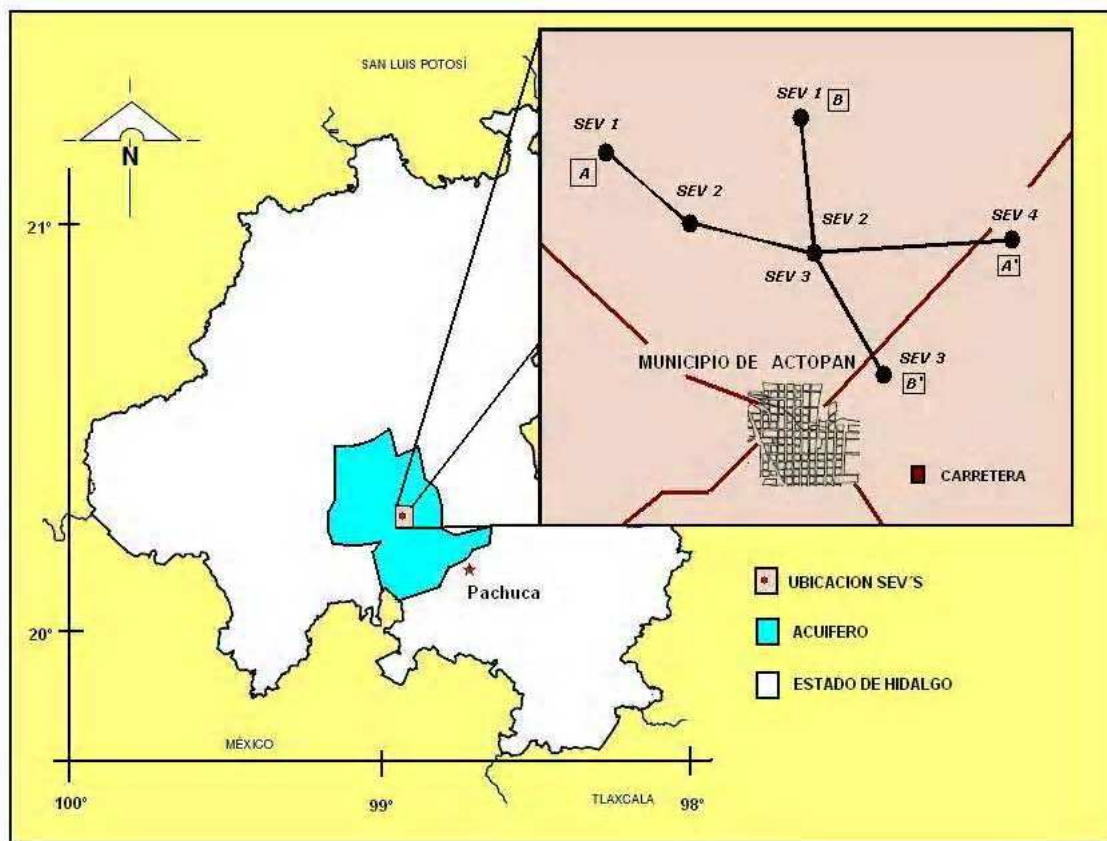 SAN LUIS POTOSÍ
N
21°
20°
100°
99°
98°
MÉXICO
TLAXCALA
Pachuca
SEV 1 B
SEV 1
A
SEV 2
SEV 2
SEV 4
A'
SEV 3
MUNICIPIO DE ACTOPAN
SEV 3
B'
CARRETERA
UBICACION SEV´S
ACUIFERO
ESTADO DE HIDALGO